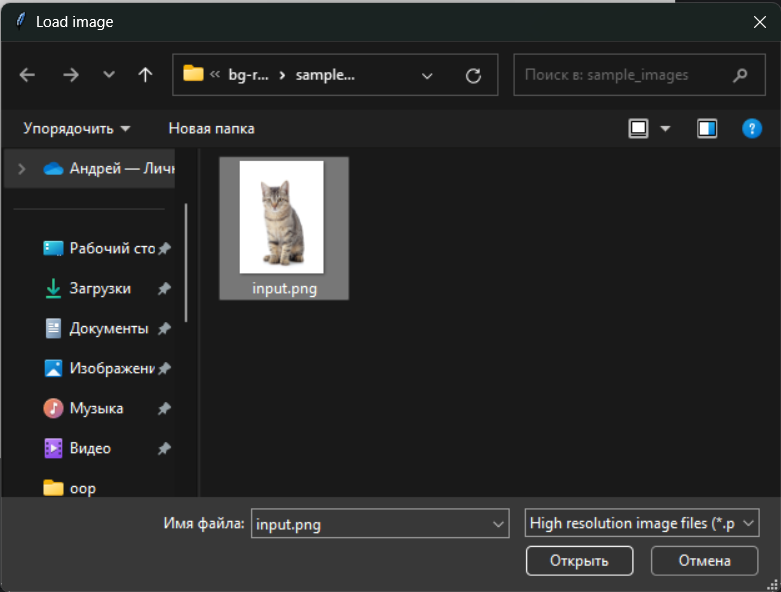 Load image
« bg-r... › sample...
Поиск в: sample_images
Упорядочить
Новая папка
Андрей — Личн
Рабочий сто
Загрузки
Документы
Изображени
Музыка
Видео
oop
input.png
Имя файла:
input.png
High resolution image files (*.p
Открыть
Отмена